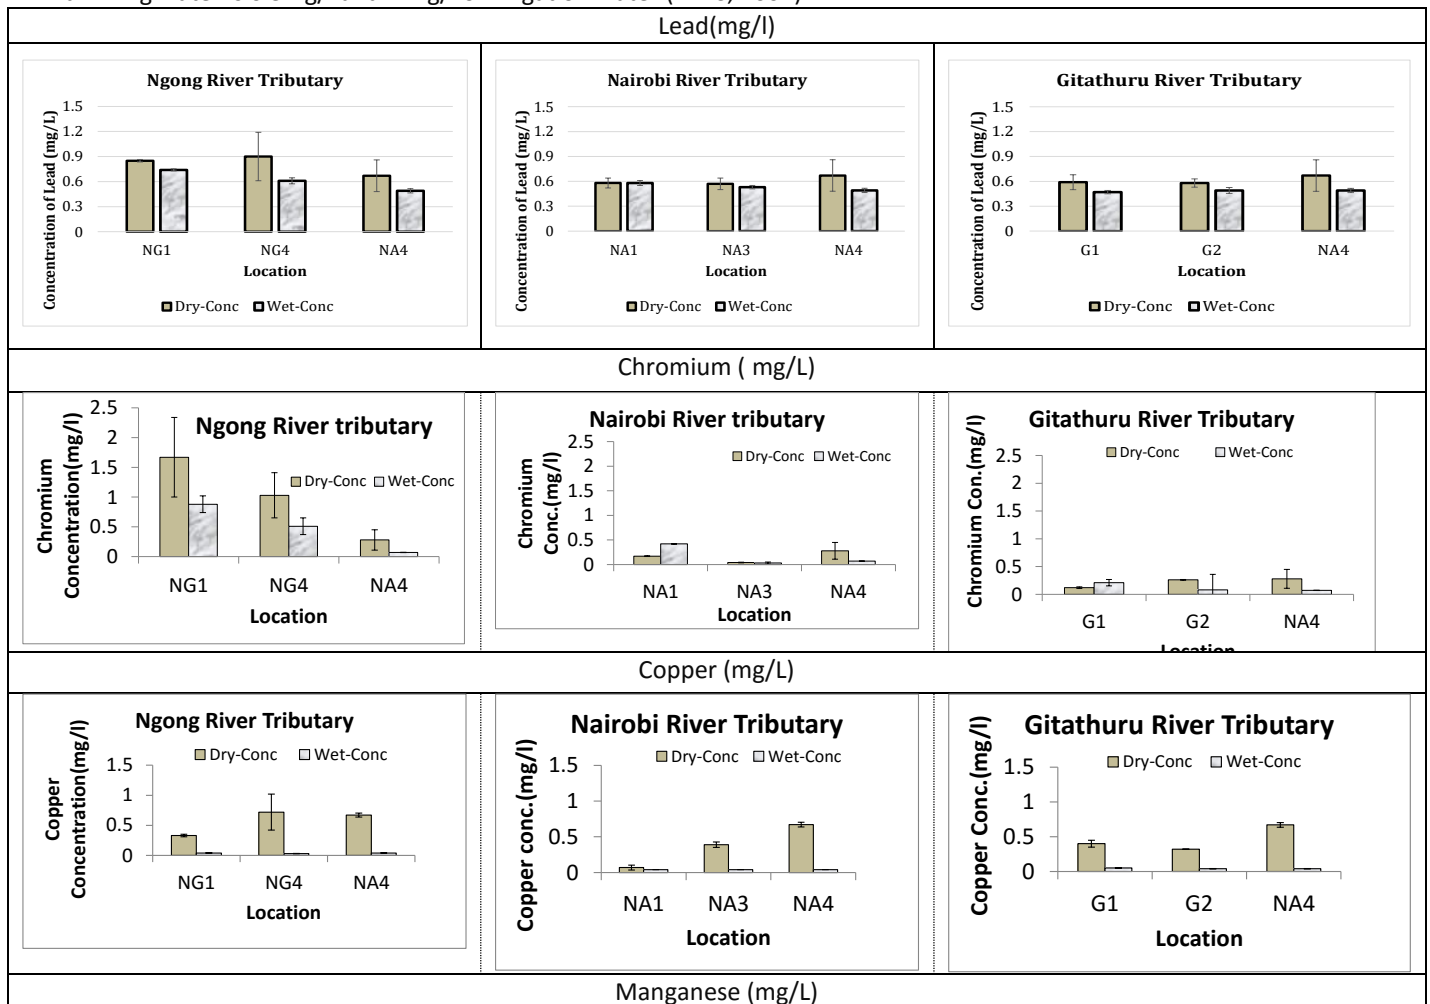 Lead(mg/l)
Ngong River Tributary
Concentration of Lead (mg/L)
1.5
1.2
0.9
0.6
0.3
0
NG1 NG4 NA4
Location
Dry-Conc Wet-Conc
Nairobi River Tributary
Concentration of Lead (mg/L)
1.5
1.2
0.9
0.6
0.3
0
NA1 NA3 NA4
Location
Dry-Conc Wet-Conc
Gitathuru River Tributary
Concentration of Lead (mg/L)
1.5
1.2
0.9
0.6
0.3
0
G1 G2 NA4
Location
Dry-Conc Wet-Conc
Chromium ( mg/L)
Ngong River tributary
Chromium
Concentration(mg/l)
2.5
2
1.5
1
0.5
0
Dry-Conc Wet-Conc
NG1 NG4 NA4
Location
Nairobi River tributary
Chromium
Conc.(mg/l)
2.5
2
1.5
1
0.5
0
Dry-Conc Wet-Conc
NA1 NA3 NA4
Location
Gitathuru River Tributary
Chromium Con.(mg/l)
Dry-Conc Wet-Conc
2.5
2
1.5
1
0.5
0
G1 G2 NA4
Location
Copper (mg/L)
Ngong River Tributary
Copper
Concentration(mg/l)
Dry-Conc Wet-Conc
1.5
1
0.5
0
NG1 NG4 NA4
Location
Nairobi River Tributary
Copper conc.(mg/l)
Dry-Conc Wet-Conc
1.5
1
0.5
0
NA1 NA3 NA4
Location
Gitathuru River Tributary
Copper Conc.(mg/l)
Dry-Conc Wet-Conc
1.5
1
0.5
0
G1 G2 NA4
Location
Manganese (mg/L)